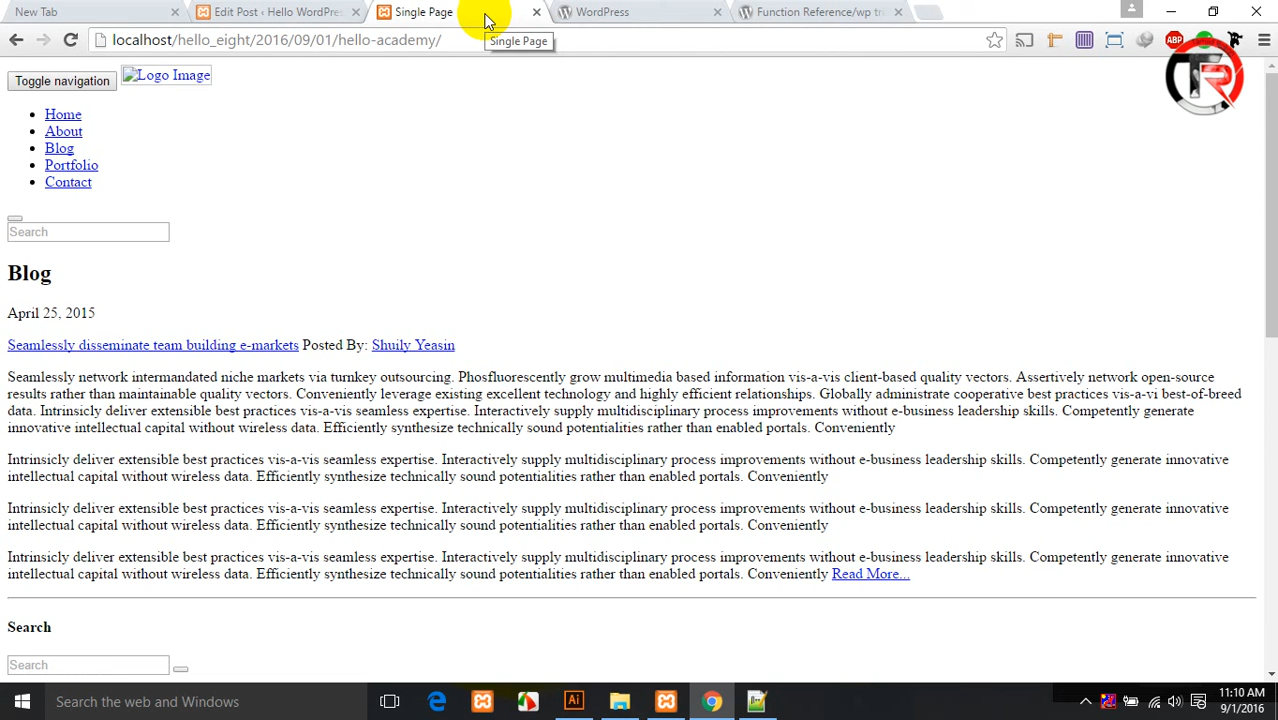 New Tab
Edit Post ‹ Hello WordPre
Single Page
WordPress
Function Reference/wp tri
localhost/hello_eight/2016/09/01/hello-academy/
Single Page
ABP
TR
Toggle navigation
Logo Image
Home
About
Blog
Portfolio
Contact
Search
Blog
April 25, 2015
Seamlessly disseminate team building e-markets Posted By: Shuily Yeasin
Seamlessly network intermandated niche markets via turnkey outsourcing. Phosfluorescently grow multimedia based information vis-a-vis client-based quality vectors. Assertively network open-source
results rather than maintainable quality vectors. Conveniently leverage existing excellent technology and highly efficient relationships. Globally administrate cooperative best practices vis-a-vi best-of-breed
data. Intrinsicly deliver extensible best practices vis-a-vis seamless expertise. Interactively supply multidisciplinary process improvements without e-business leadership skills. Competently generate
innovative intellectual capital without wireless data. Efficiently synthesize technically sound potentialities rather than enabled portals. Conveniently
Intrinsicly deliver extensible best practices vis-a-vis seamless expertise. Interactively supply multidisciplinary process improvements without e-business leadership skills. Competently generate innovative
intellectual capital without wireless data. Efficiently synthesize technically sound potentialities rather than enabled portals. Conveniently
Intrinsicly deliver extensible best practices vis-a-vis seamless expertise. Interactively supply multidisciplinary process improvements without e-business leadership skills. Competently generate innovative
intellectual capital without wireless data. Efficiently synthesize technically sound potentialities rather than enabled portals. Conveniently
Intrinsicly deliver extensible best practices vis-a-vis seamless expertise. Interactively supply multidisciplinary process improvements without e-business leadership skills. Competently generate innovative
intellectual capital without wireless data. Efficiently synthesize technically sound potentialities rather than enabled portals. Conveniently Read More...
Search
Search
Search the web and Windows
Ai
11:10 AM
9/1/2016